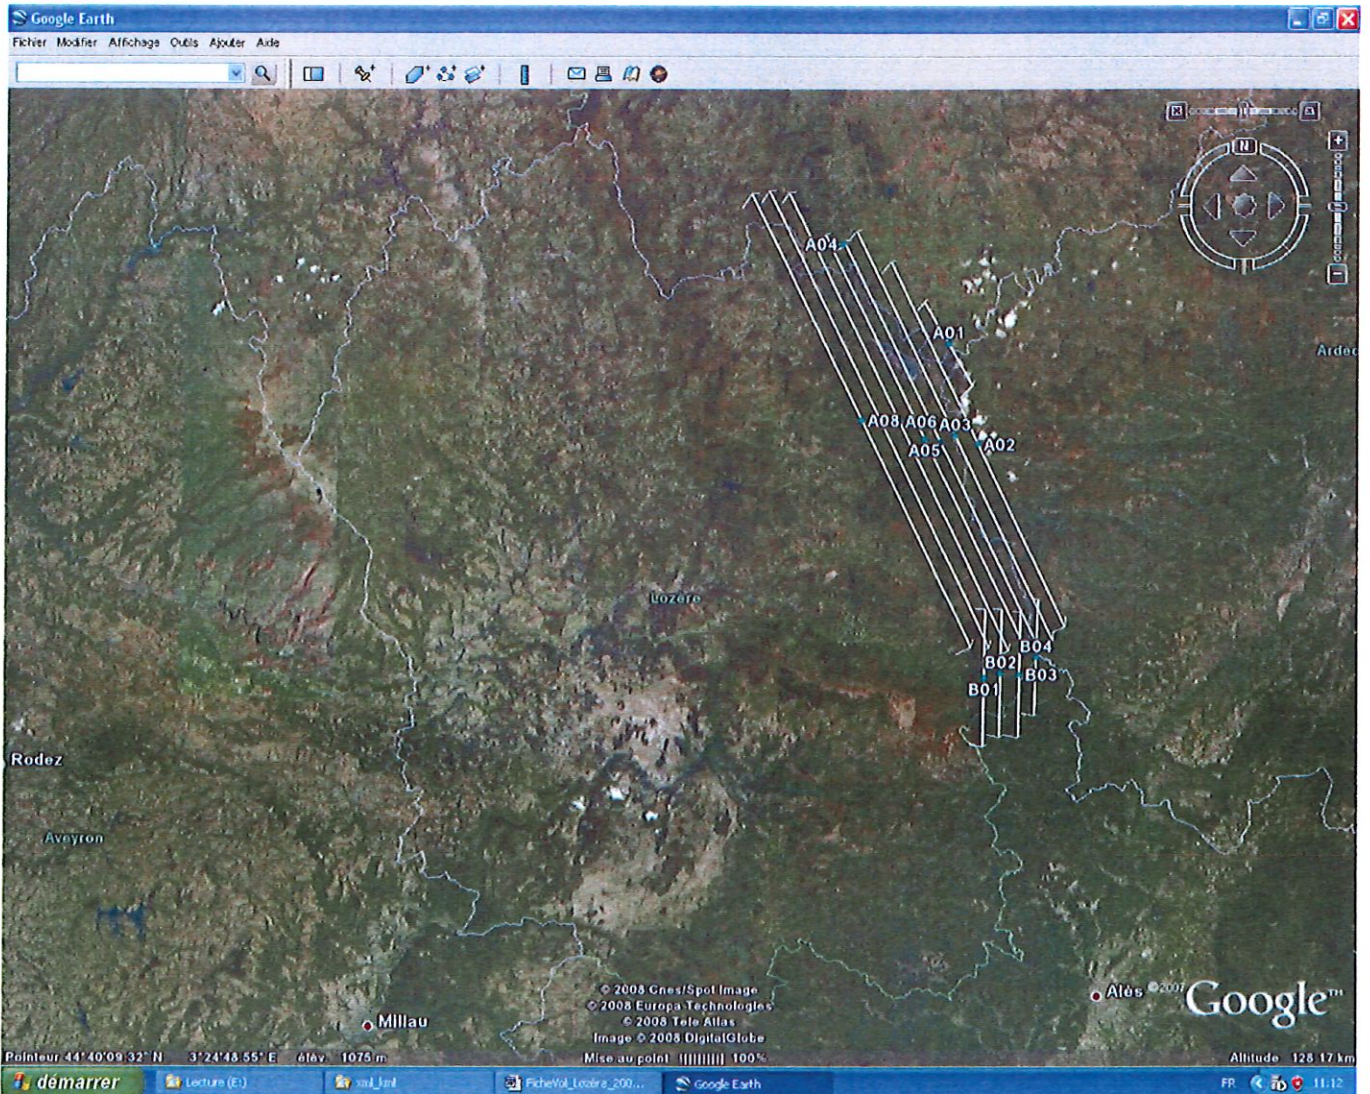 Google Earth
Fichier Modifier Affichage Outils Ajouter Aide
N
A04
A01
Ardec
A08 A06 A03
A05 A02
Lozère
B04
B02
B03
B01
Rodez
Aveyron
© 2008 Cnes/Spot Image
© 2008 Europa Technologies
© 2008 Tele Atlas
Image © 2008 DigitalGlobe
Alès ©2007 Google™
Millau
Pointeur 44°40'09.32" N 3°24'48.55" E élév. 1075 m Mise au point |||||||||| 100% Altitude 128.17 km
démarrer Lecture (E:) xml_kml FicheVol_Lozére_200... Google Earth FR 11:12